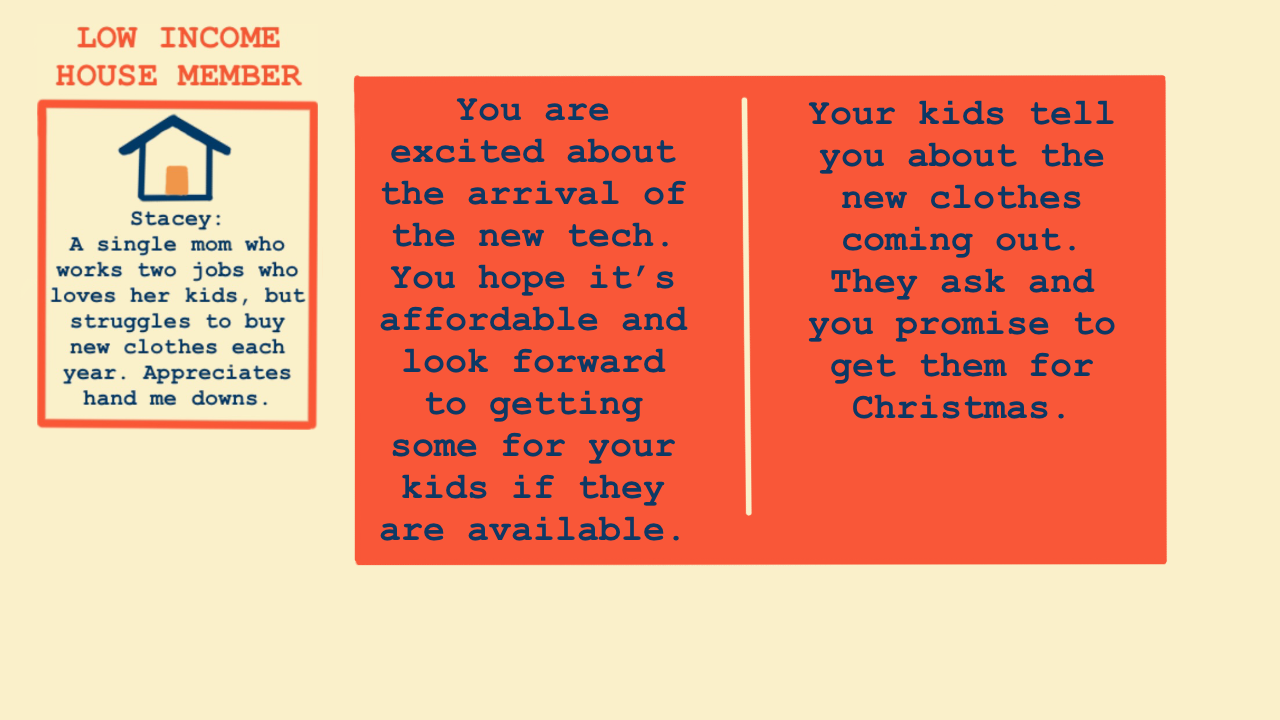 LOW INCOME
HOUSE MEMBER
Stacey:
A single mom who
works two jobs who
loves her kids, but
struggles to buy
new clothes each
year. Appreciates
hand me downs.
You are
excited about
the arrival of
the new tech.
You hope it’s
affordable and
look forward
to getting
some for your
kids if they
are available.
Your kids tell
you about the
new clothes
coming out.
They ask and
you promise to
get them for
Christmas.